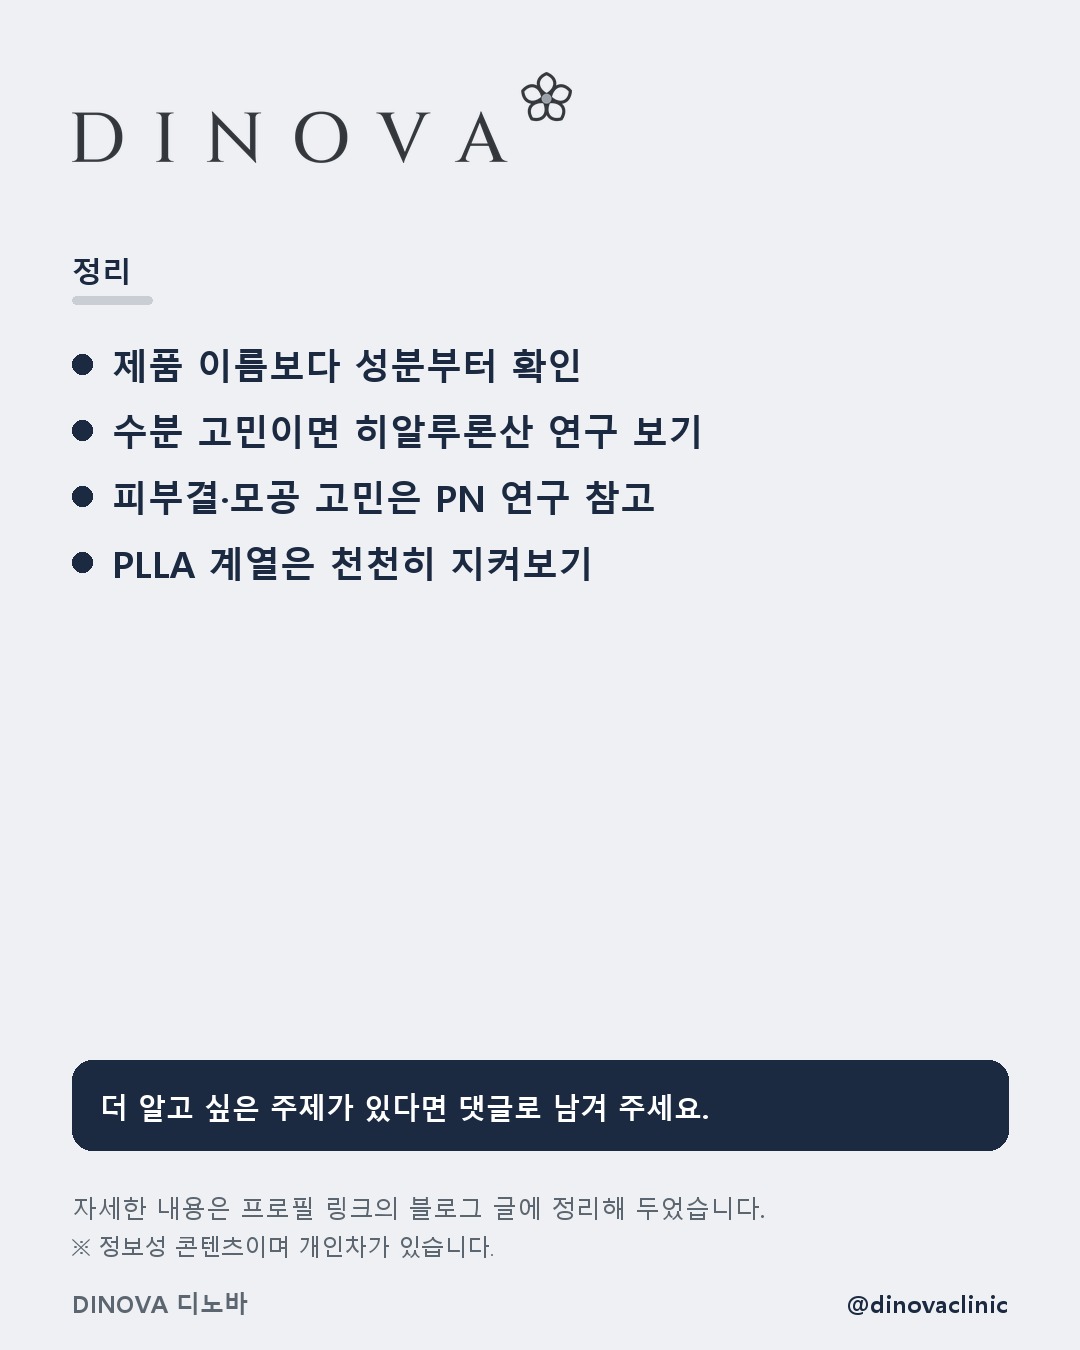 DINOVA
정리
● 제품 이름보다 성분부터 확인
● 수분 고민이면 히알루론산 연구 보기
● 피부결·모공 고민은 PN 연구 참고
● PLLA 계열은 천천히 지켜보기
더 알고 싶은 주제가 있다면 댓글로 남겨 주세요.
자세한 내용은 프로필 링크의 블로그 글에 정리해 두었습니다.
※ 정보성 콘텐츠이며 개인차가 있습니다.
DINOVA 디노바
@dinovaclinic